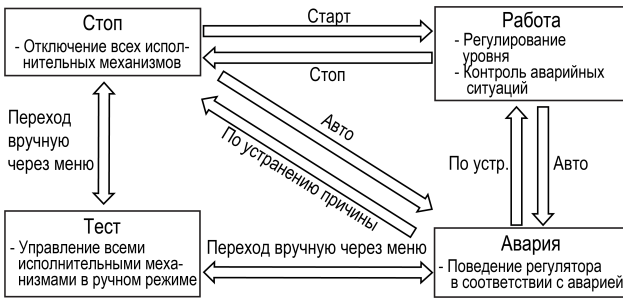 Стоп
- Отключение всех испол-
нительных механизмов
Старт
Стоп
Работа
- Регулирование
уровня
- Контроль аварийных
ситуаций
Переход
вручную
через меню
Авто
По устранению причины
По устр.
Авто
Тест
- Управление всеми
исполнительными меха-
низмами в ручном режиме
Переход вручную через меню
Авария
- Поведение регулятора
в соответствии с аварией